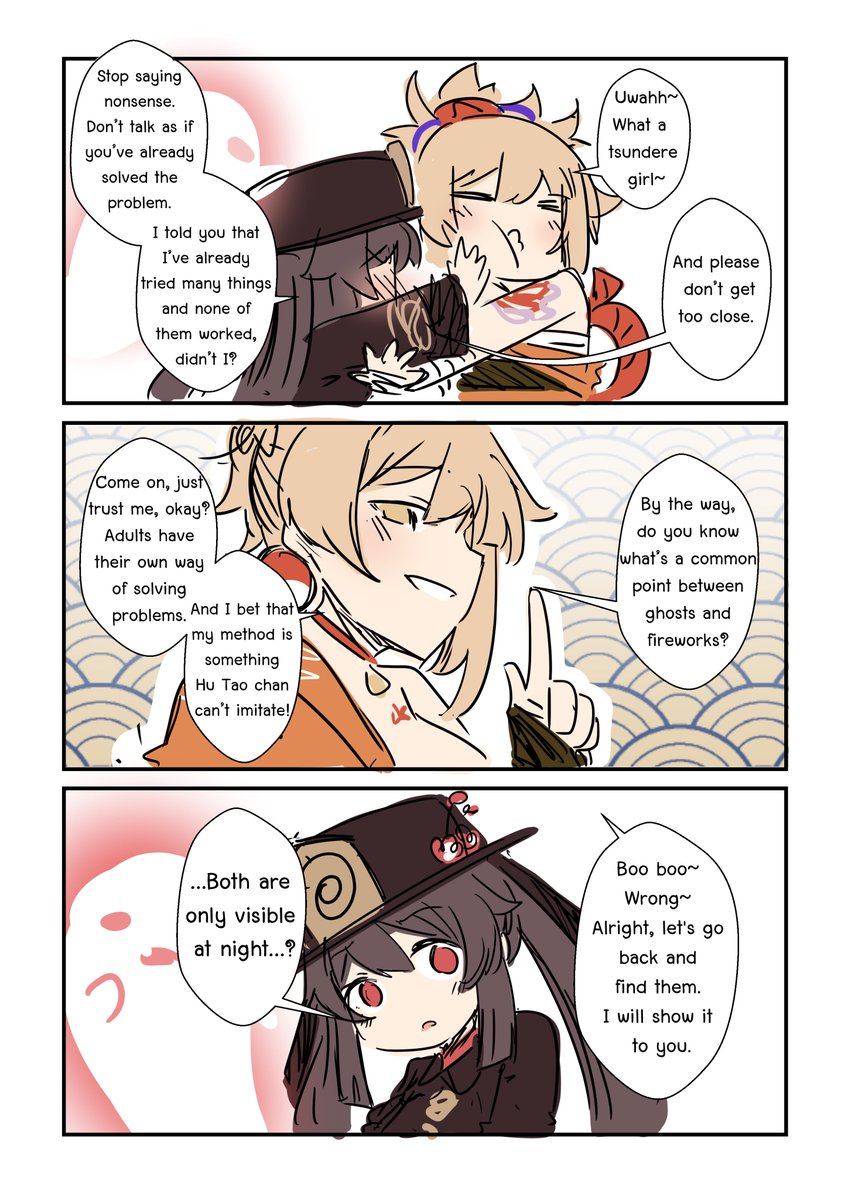 Stop saying
nonsense.
Don't talk as if
you've already
solved the
problem.
I told you that
I've already
tried many things
and none of
them worked,
didn't I?
Uwahh~
What a
tsundere
girl~
And please
don't get
too close.
Come on, just
trust me, okay?
Adults have
their own way
of solving
problems.
And I bet that
my method is
something
Hu Tao chan
can't imitate!
By the way,
do you know
what's a common
point between
ghosts and
fireworks?
...Both are
only visible
at night...?
Boo boo~
Wrong~
Alright, let's go
back and
find them.
I will show it
to you.